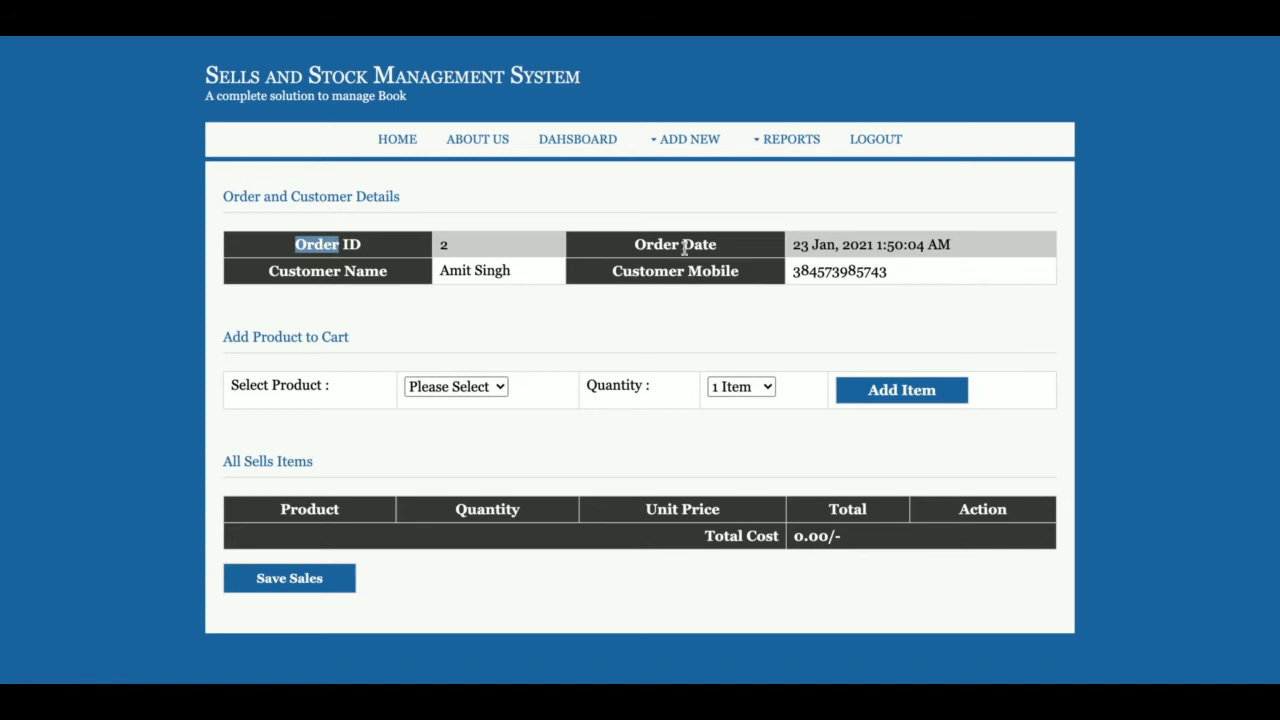 Sells and Stock Management System
A complete solution to manage Book
HOME ABOUT US DAHSBOARD ADD NEW REPORTS LOGOUT
Order and Customer Details
Order ID 2 Order Date 23 Jan, 2021 1:50:04 AM
Customer Name Amit Singh Customer Mobile 384573985743
Add Product to Cart
Select Product : Please Select Quantity : 1 Item Add Item
All Sells Items
Product Quantity Unit Price Total Action
Total Cost 0.00/-
Save Sales